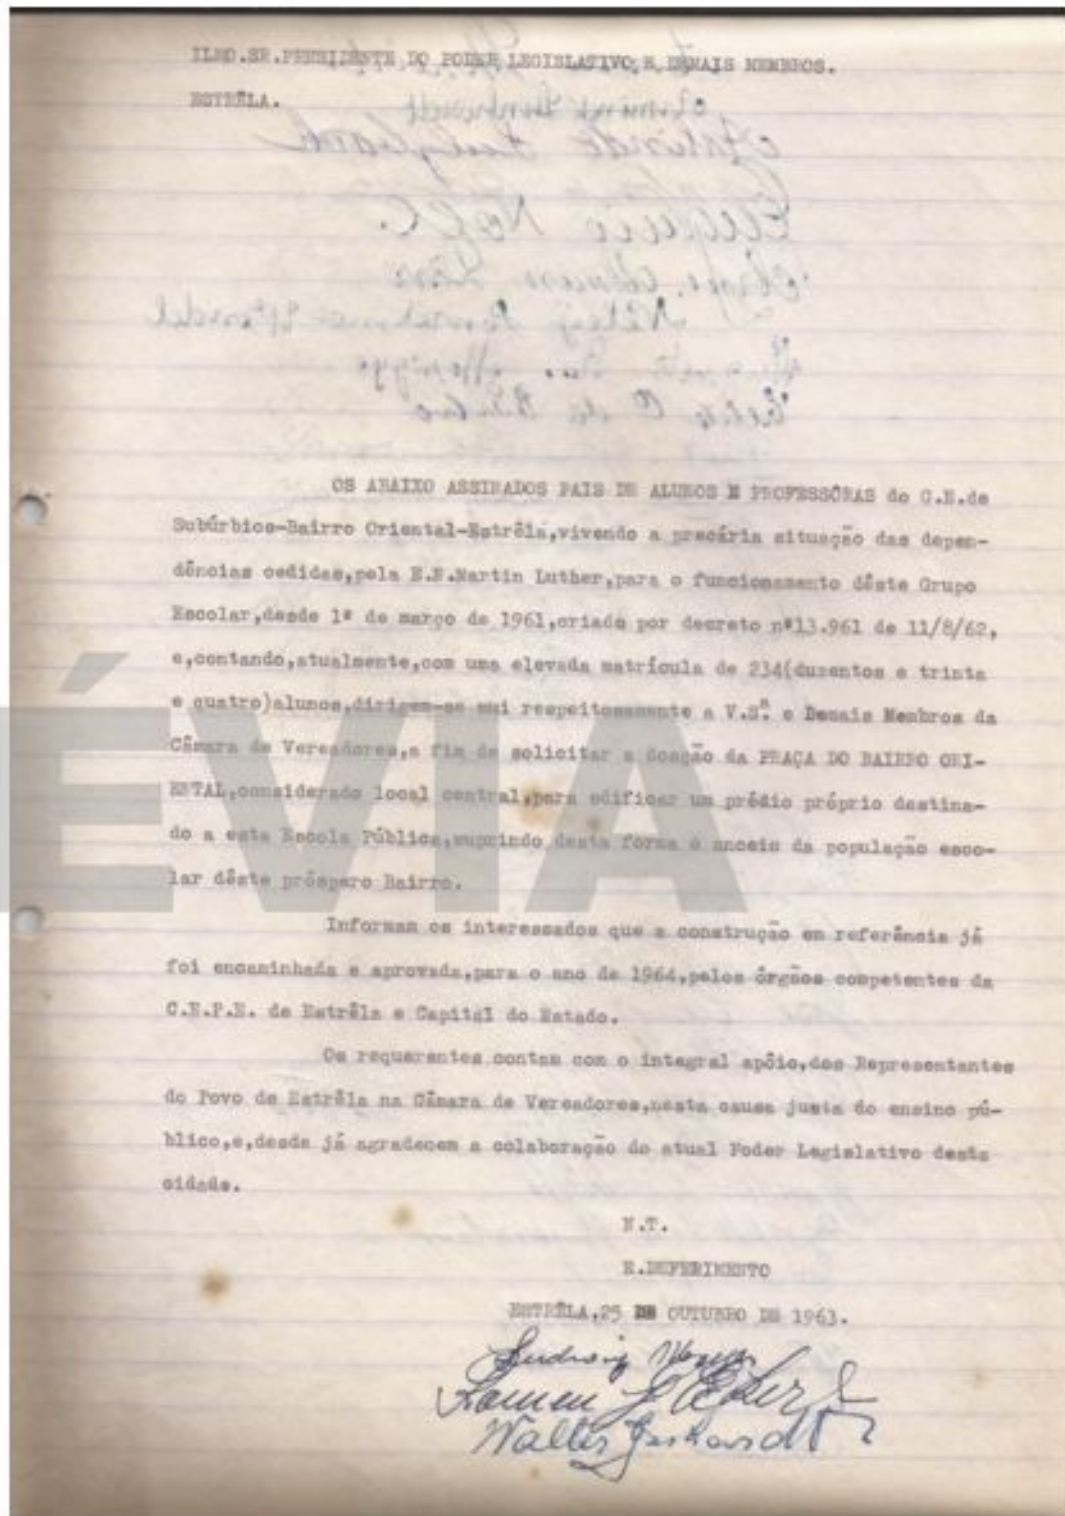 ILMO.SR.PRESIDENTE DO PODER LEGISLATIVO E DEMAIS MEMBROS.
ESTRÊLA.
OS ABAIXO ASSINADOS PAIS DE ALUNOS E PROFESSÔRAS do G.E.de
Subúrbios-Bairro Oriental-Estrêla,vivendo a precária situação das depen-
dências cedidas,pela E.E.Martin Luther,para o funcionamento dêste Grupo
Escolar,desde 1º de março de 1961,criado por decreto nº13.961 de 11/8/62,
e,contando,atualmente,com uma elevada matrícula de 234(duzentos e trinta
e quatro)alunos,dirigem-se mui respeitosamente a V.Sª. e Demais Membros da
Câmara de Vereadores,a fim de solicitar a doação da PRAÇA DO BAIRRO ORI-
ENTAL,considerado local central,para edificar um prédio próprio destina-
do a esta Escola Pública,suprindo desta forma o anceio da população esco-
lar dêste próspero Bairro.
Informam os interessados que a construção em referência já
foi encaminhada e aprovada,para o ano de 1964,pelos órgãos competentes da
C.E.P.E. de Estrêla e Capital do Estado.
Os requerentes contam com o integral apôio,dos Representantes
do Povo de Estrêla na Câmara de Vereadores,nesta causa justa do ensino pú-
blico,e,desde já agradecem a colaboração do atual Poder Legislativo desta
cidade.
N.T.
E.DEFERIMENTO
ESTRÊLA,25 DE OUTUBRO DE 1963.
Ludwig
Walter Gerhardt
ÉVIA